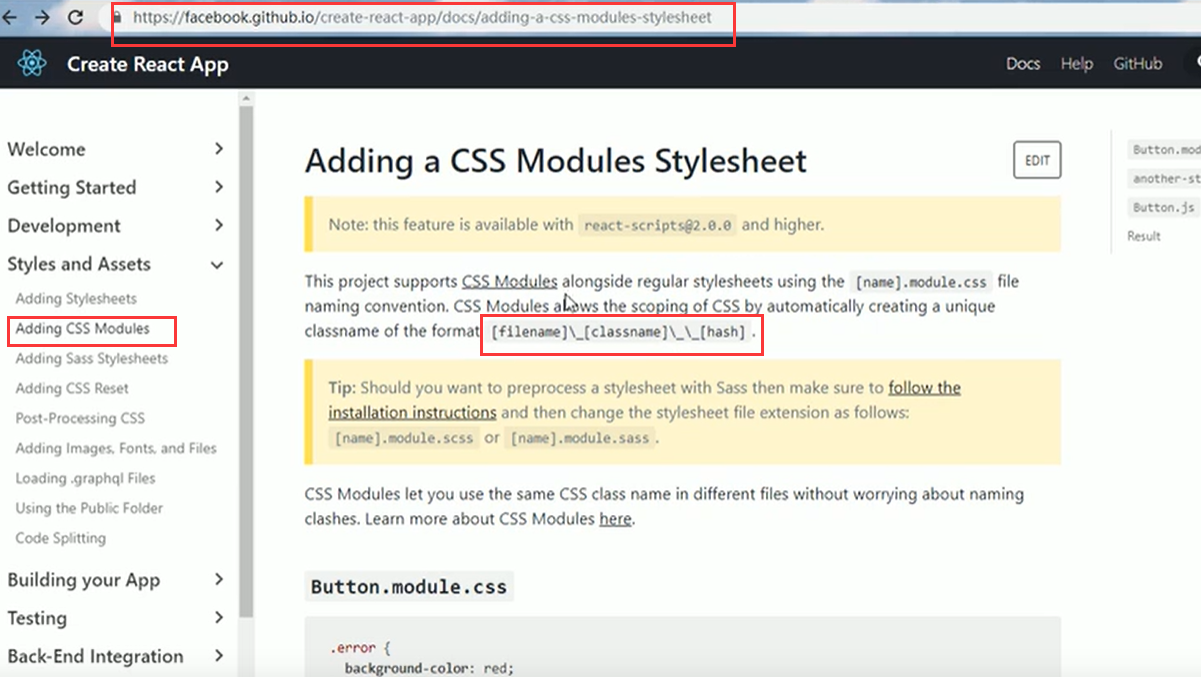 https://facebook.github.io/create-react-app/docs/adding-a-css-modules-stylesheet
Create React App
Docs Help GitHub
Welcome
Getting Started
Development
Styles and Assets
Adding Stylesheets
Adding CSS Modules
Adding Sass Stylesheets
Adding CSS Reset
Post-Processing CSS
Adding Images, Fonts, and Files
Loading .graphql Files
Using the Public Folder
Code Splitting
Building your App
Testing
Back-End Integration
Adding a CSS Modules Stylesheet
EDIT
Note: this feature is available with react-scripts@2.0.0 and higher.
This project supports CSS Modules alongside regular stylesheets using the [name].module.css file
naming convention. CSS Modules allows the scoping of CSS by automatically creating a unique
classname of the format [filename]\_[classname]\_\_[hash] .
Tip: Should you want to preprocess a stylesheet with Sass then make sure to follow the
installation instructions and then change the stylesheet file extension as follows:
[name].module.scss or [name].module.sass .
CSS Modules let you use the same CSS class name in different files without worrying about naming
clashes. Learn more about CSS Modules here.
Button.module.css
.error {
background-color: red;
Button.mod
another-st
Button.js
Result